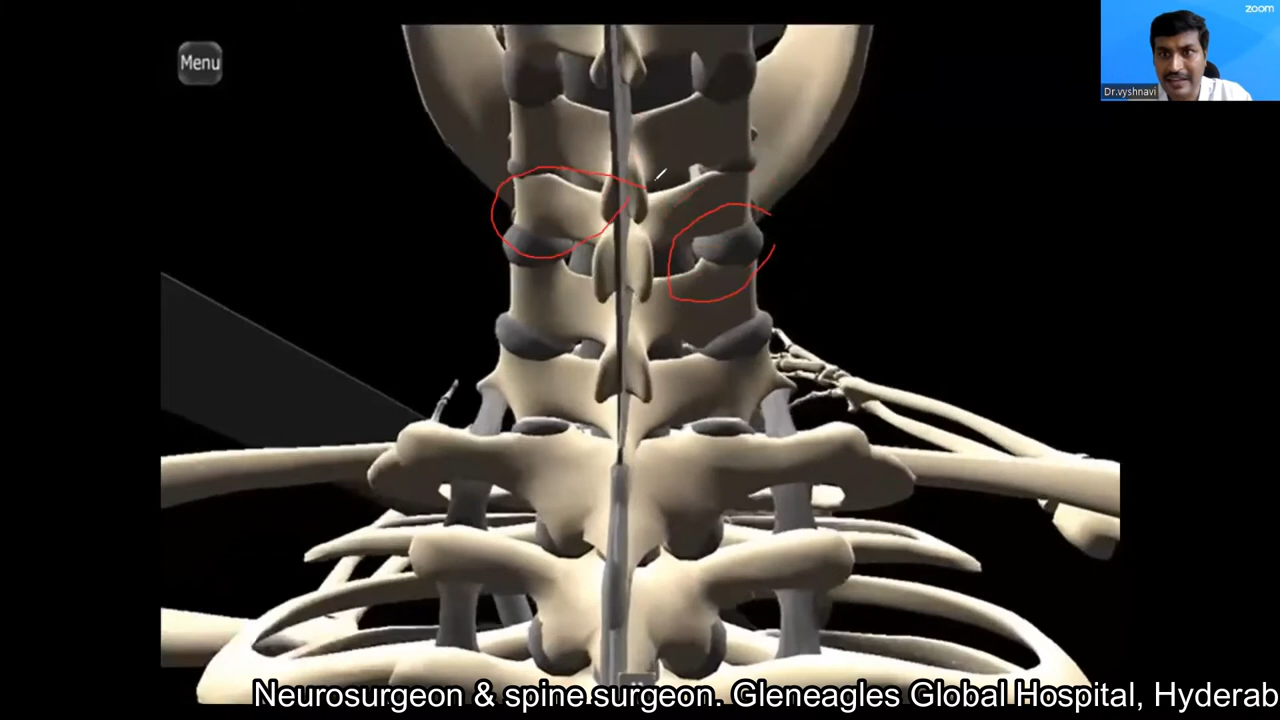 Menu
zoom
Dr.vyshnavi
Neurosurgeon & spine surgeon. Gleneagles Global Hospital, Hyderab